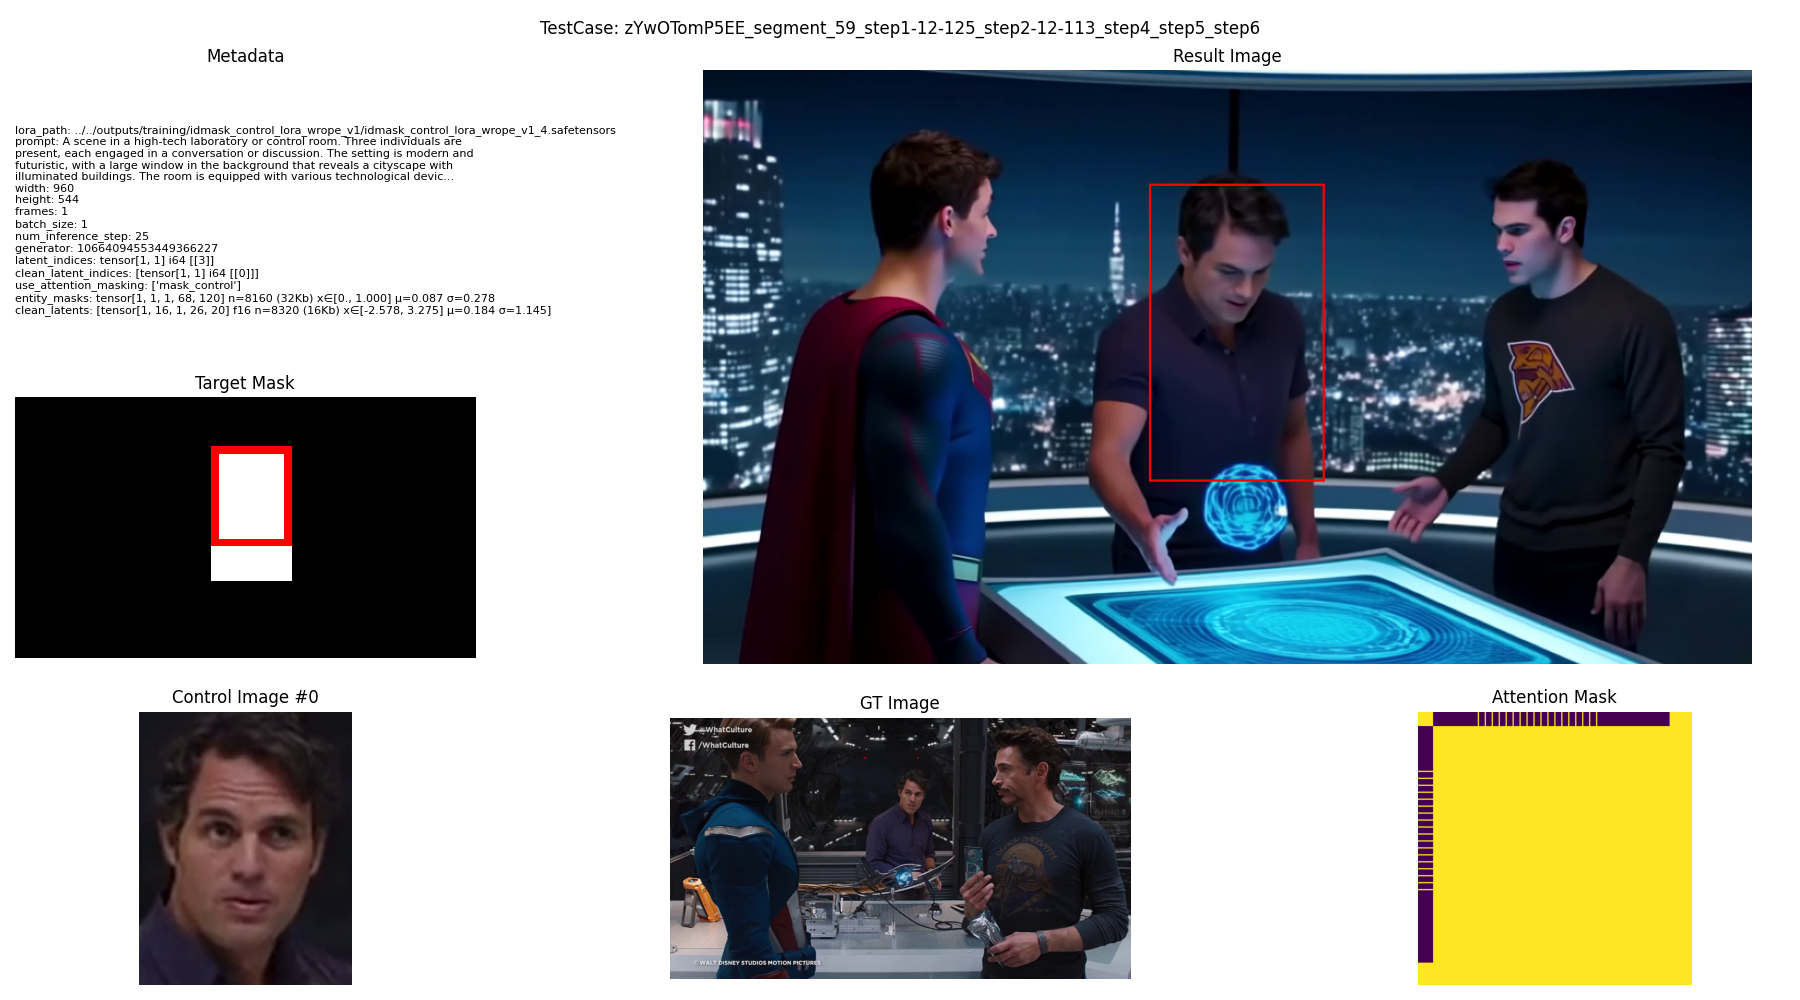 TestCase: zYwOTomP5EE_segment_59_step1-12-125_step2-12-113_step4_step5_step6
Metadata
Result Image
lora_path: ../../outputs/training/idmask_control_lora_wrope_v1/idmask_control_lora_wrope_v1_4.safetensors
prompt: A scene in a high-tech laboratory or control room. Three individuals are
present, each engaged in a conversation or discussion. The setting is modern and
futuristic, with a large window in the background that reveals a cityscape with
illuminated buildings. The room is equipped with various technological devic...
width: 960
height: 544
frames: 1
batch_size: 1
num_inference_step: 25
generator: 10664094553449366227
latent_indices: tensor[1, 1] i64 [[3]]
clean_latent_indices: [tensor[1, 1] i64 [[0]]]
use_attention_masking: ['mask_control']
entity_masks: tensor[1, 1, 1, 68, 120] n=8160 (32Kb) x∈[0., 1.000] μ=0.087 σ=0.278
clean_latents: [tensor[1, 16, 1, 26, 20] f16 n=8320 (16Kb) x∈[-2.578, 3.275] μ=0.184 σ=1.145]
Target Mask
Control Image #0
GT Image
Attention Mask
@WhatCulture
/WhatCulture
© WALT DISNEY STUDIOS MOTION PICTURES